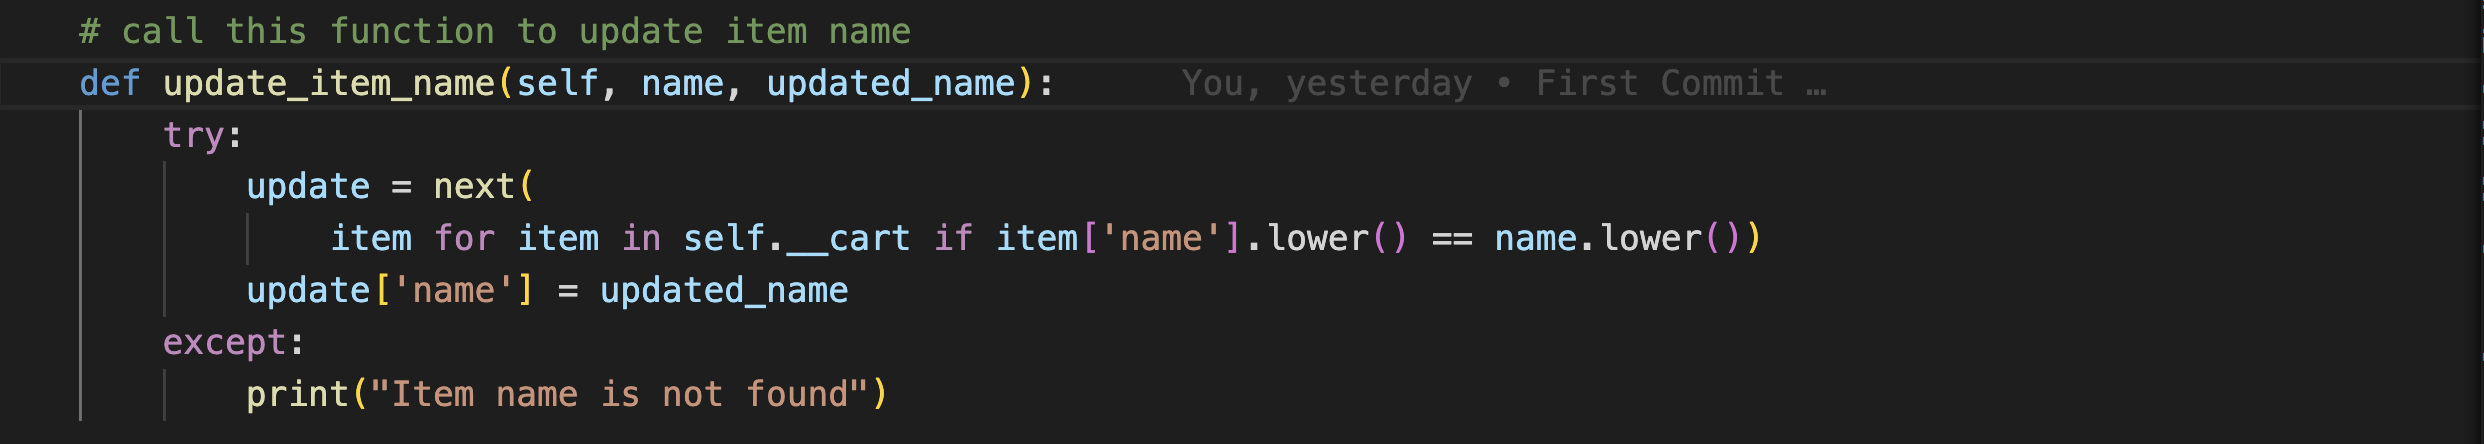 # call this function to update item name
def update_item_name(self, name, updated_name): You, yesterday • First Commit …
try:
update = next(
item for item in self.__cart if item['name'].lower() == name.lower())
update['name'] = updated_name
except:
print("Item name is not found")